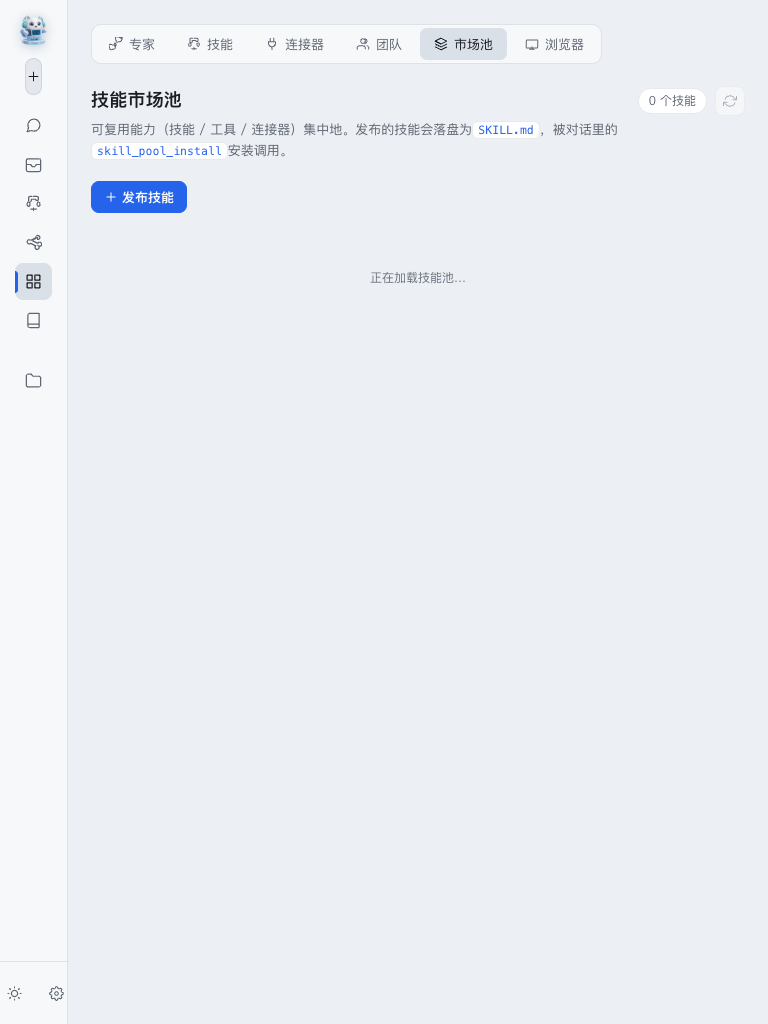 专家 技能 连接器 团队 市场池 浏览器
技能市场池
0 个技能
可复用能力（技能 / 工具 / 连接器）集中地。发布的技能会落盘为 SKILL.md，被对话里的
skill_pool_install 安装调用。
发布技能
正在加载技能池…